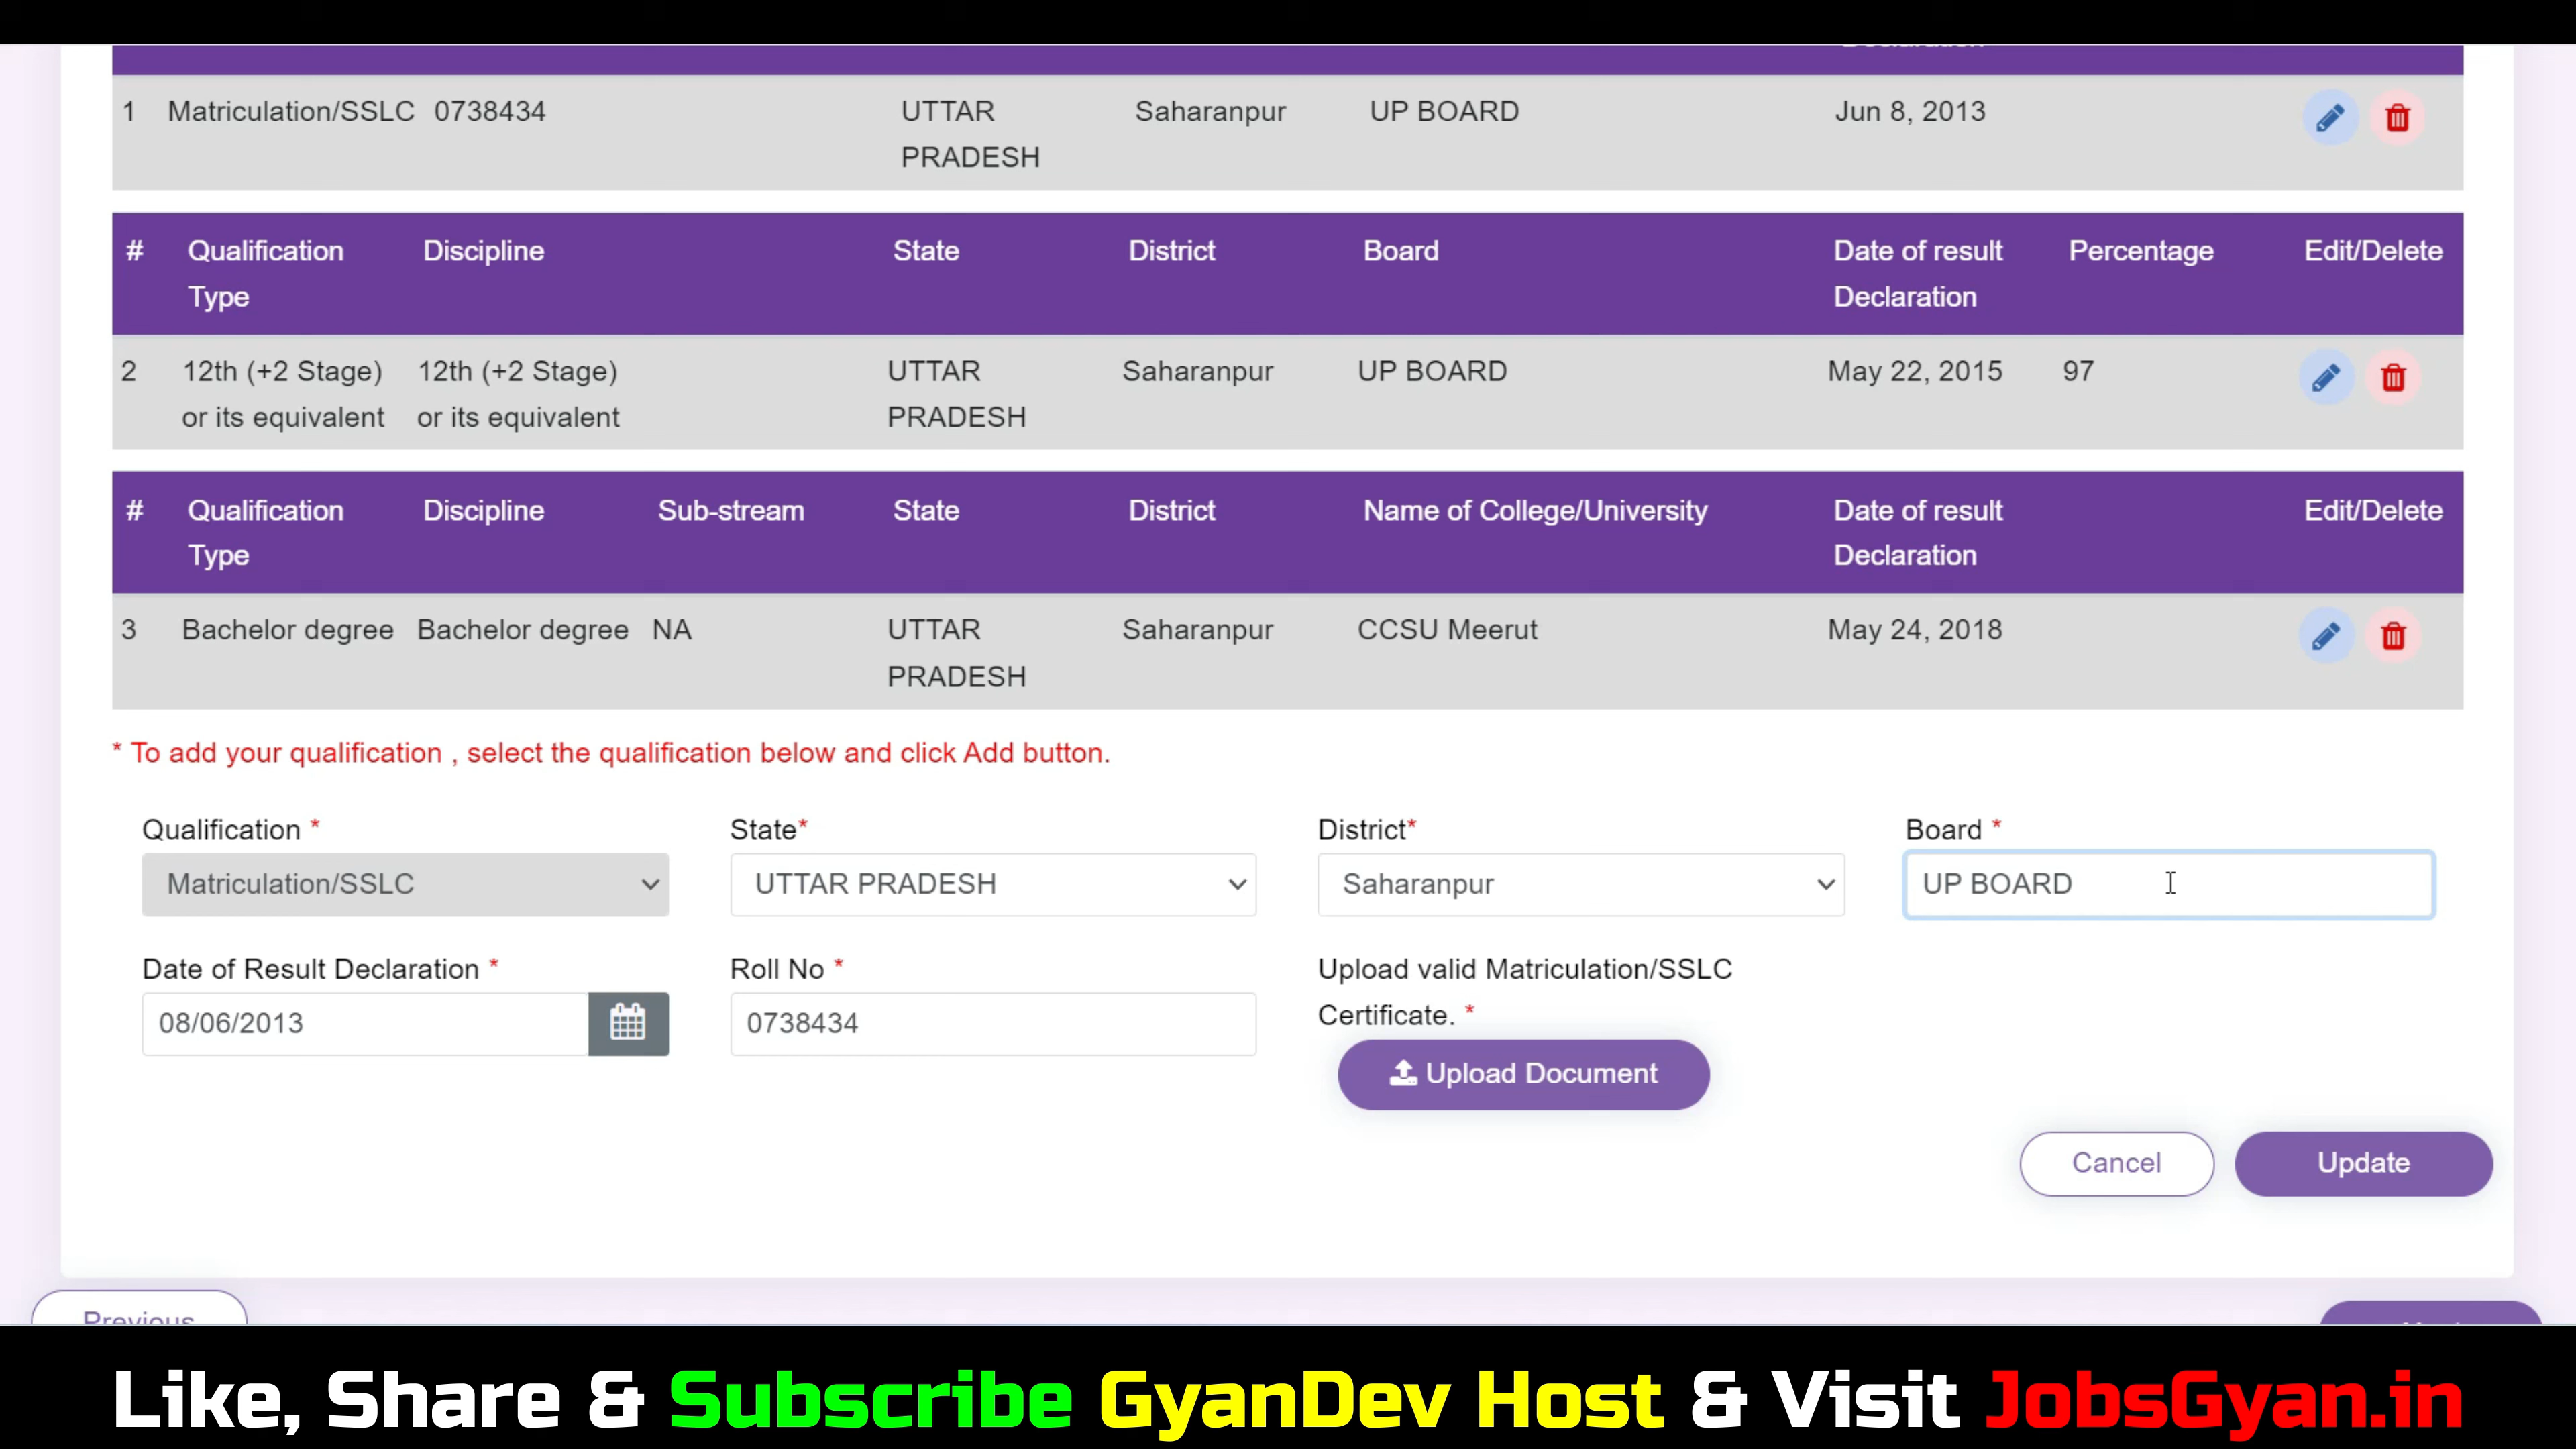 1 Matriculation/SSLC 0738434 UTTAR PRADESH Saharanpur UP BOARD Jun 8, 2013
# Qualification Type Discipline State District Board Date of result Declaration Percentage Edit/Delete
2 12th (+2 Stage) or its equivalent 12th (+2 Stage) or its equivalent UTTAR PRADESH Saharanpur UP BOARD May 22, 2015 97
# Qualification Type Discipline Sub-stream State District Name of College/University Date of result Declaration Edit/Delete
3 Bachelor degree Bachelor degree NA UTTAR PRADESH Saharanpur CCSU Meerut May 24, 2018
* To add your qualification , select the qualification below and click Add button.
Qualification * State* District* Board *
Matriculation/SSLC UTTAR PRADESH Saharanpur UP BOARD
Date of Result Declaration * Roll No * Upload valid Matriculation/SSLC Certificate. *
08/06/2013 0738434
Upload Document
Cancel Update
Previous
Like, Share & Subscribe GyanDev Host & Visit JobsGyan.in